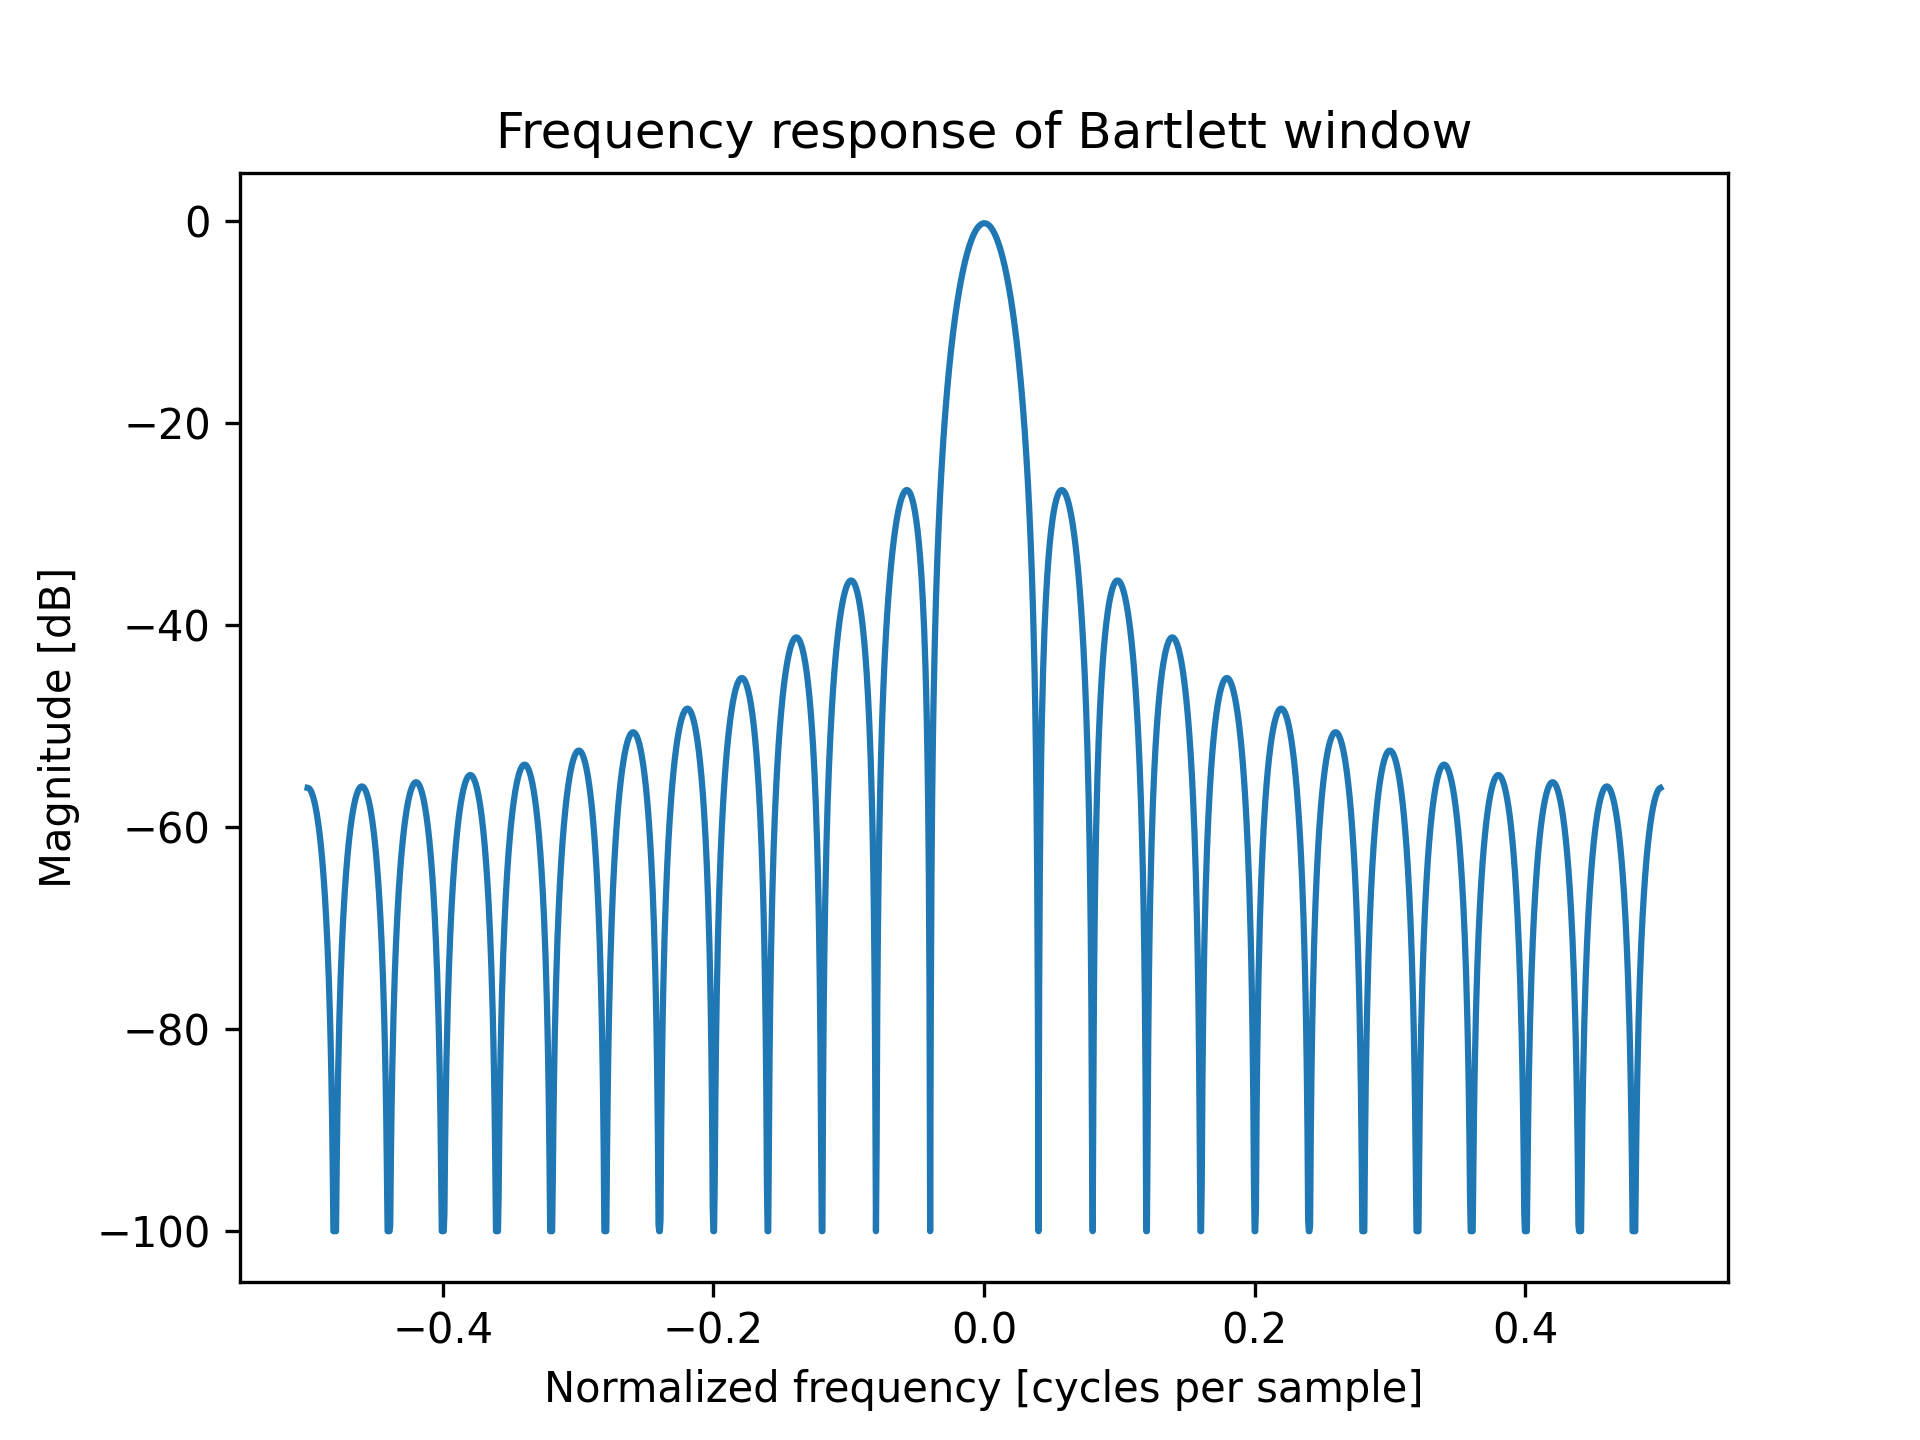 Frequency response of Bartlett window
0
−20
−40
−60
−80
−100
Magnitude [dB]
−0.4 −0.2 0.0 0.2 0.4
Normalized frequency [cycles per sample]